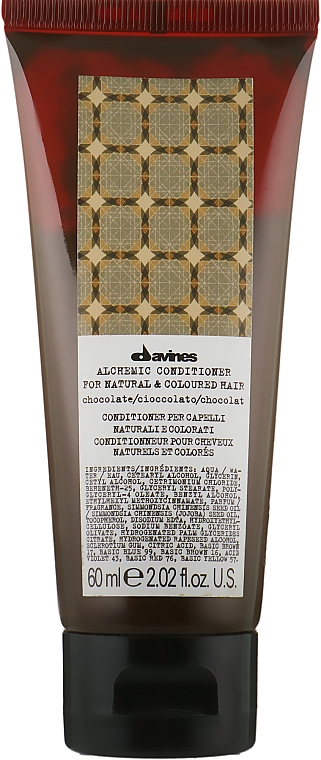 davines
ALCHEMIC CONDITIONER
FOR NATURAL & COLOURED HAIR
chocolate/cioccolato/chocolat
CONDITIONER PER CAPELLI
NATURALI E COLORATI
CONDITIONNEUR POUR CHEVEUX
NATURELS ET COLORÉS
INGREDIENTS/INGRÉDIENTS: AQUA / WA-
TER / EAU, CETEARYL ALCOHOL, GLYCERIN,
CETYL ALCOHOL, CETRIMONIUM CHLORIDE,
BEHENETH-25, GLYCERYL STEARATE, POLY-
GLYCERYL-4 OLEATE, BENZYL ALCOHOL,
ETHYLHEXYL METHOXYCINNAMATE, PARFUM /
FRAGRANCE, SIMMONDSIA CHINENSIS SEED OIL
/ SIMMONDSIA CHINENSIS (JOJOBA) SEED OIL,
TOCOPHEROL, DISODIUM EDTA, HYDROXYETHYL-
CELLULOSE, SODIUM BENZOATE, GLYCERYL
OLIVATE, HYDROGENATED PALM GLYCERIDES
CITRATE, HYDROGENATED RAPESEED ALCOHOL,
SCLEROTIUM GUM, CITRIC ACID, BASIC BROWN
17, BASIC BLUE 99, BASIC BROWN 16, ACID
VIOLET 43, BASIC RED 76, BASIC YELLOW 57.
60 ml e 2.02 fl.oz. U.S.